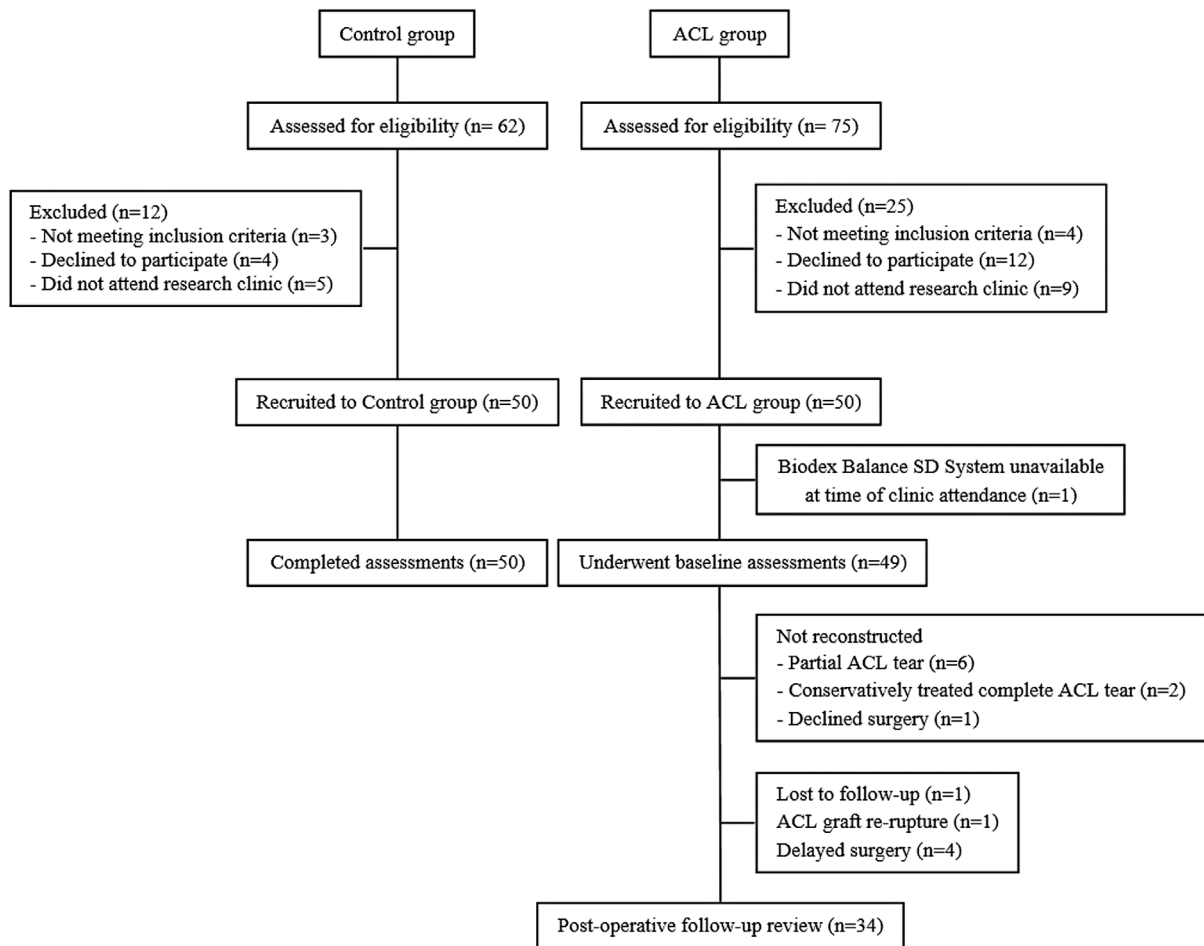 Control group
ACL group
Assessed for eligibility (n= 62)
Assessed for eligibility (n= 75)
Excluded (n=12)
- Not meeting inclusion criteria (n=3)
- Declined to participate (n=4)
- Did not attend research clinic (n=5)
Excluded (n=25)
- Not meeting inclusion criteria (n=4)
- Declined to participate (n=12)
- Did not attend research clinic (n=9)
Recruited to Control group (n=50)
Recruited to ACL group (n=50)
Biodex Balance SD System unavailable
at time of clinic attendance (n=1)
Completed assessments (n=50)
Underwent baseline assessments (n=49)
Not reconstructed
- Partial ACL tear (n=6)
- Conservatively treated complete ACL tear (n=2)
- Declined surgery (n=1)
Lost to follow-up (n=1)
ACL graft re-rupture (n=1)
Delayed surgery (n=4)
Post-operative follow-up review (n=34)